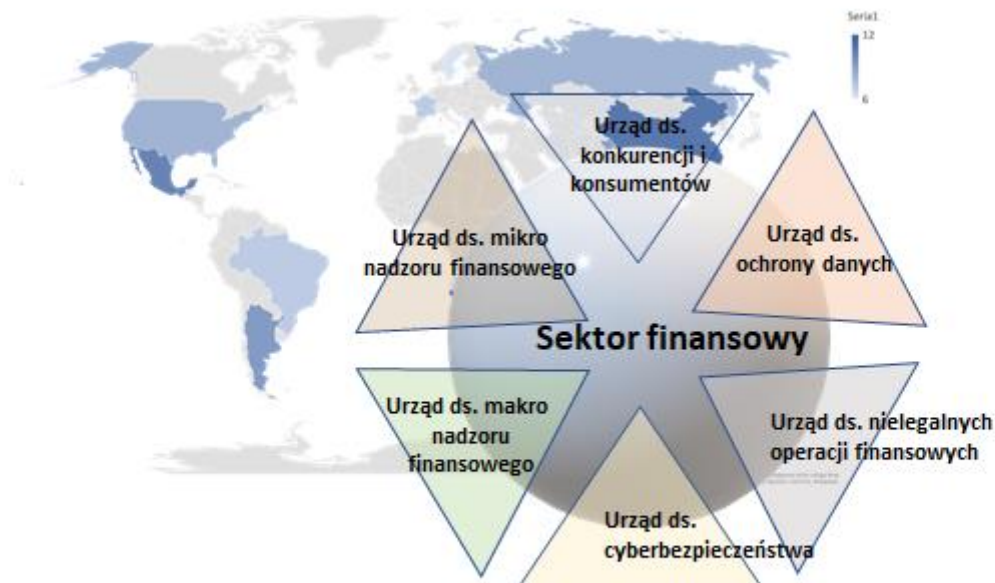 Serie1
12
6
Urząd ds.
konkurencji i
konsumentów
Urząd ds. mikro
nadzoru finansowego
Urząd ds.
ochrony danych
Sektor finansowy
Urząd ds. makro
nadzoru
finansowego
Urząd ds. nielegalnych
operacji finansowych
Urząd ds.
cyberbezpieczeństwa